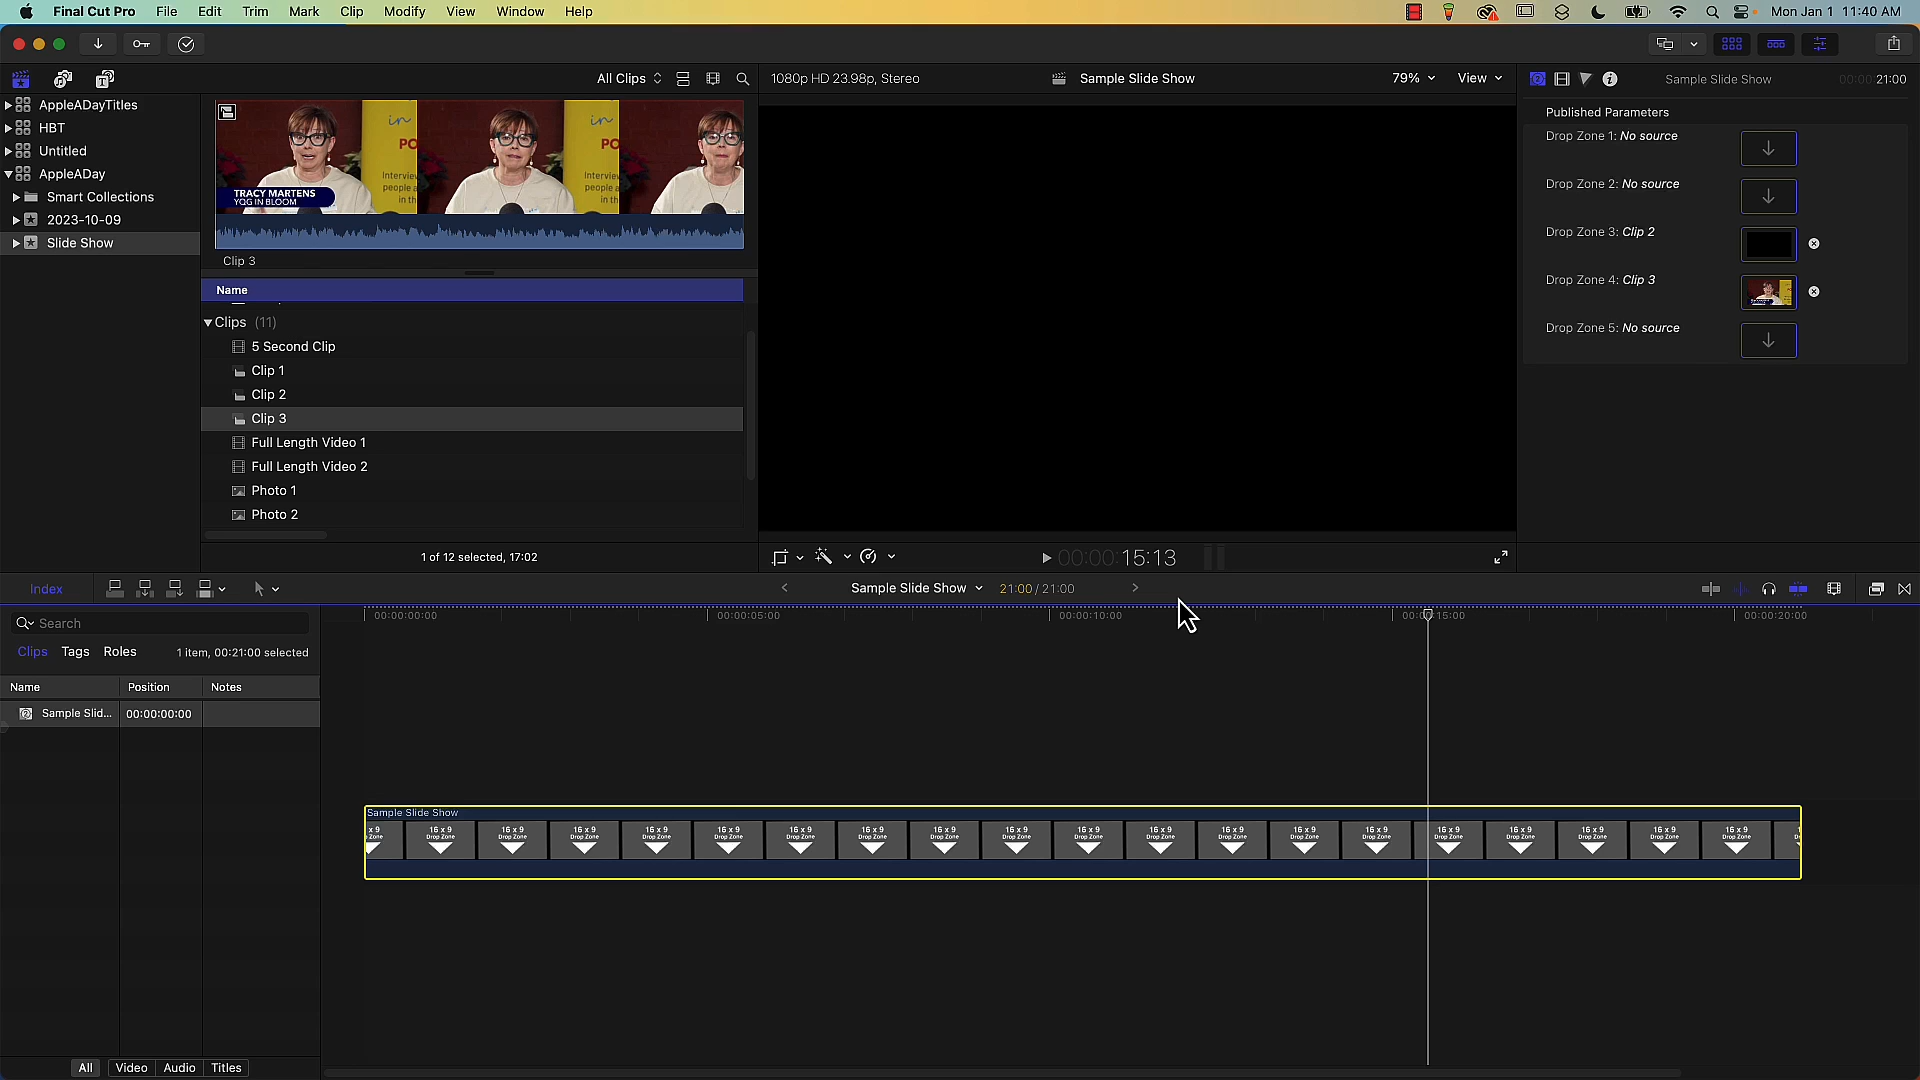 Final Cut Pro File Edit Trim Mark Clip Modify View Window Help Mon Jan 1 11:40 AM
All Clips 1080p HD 23.98p, Stereo Sample Slide Show 79% View Sample Slide Show 00:00:21:00
AppleADayTitles
HBT
Untitled
AppleADay
Smart Collections
2023-10-09
Slide Show
in
in
PO
PO
PO
Interview
people a
in th
Interview
people a
in th
TRACY MARTENS
YQG IN BLOOM
Clip 3
Name
Clips (11)
5 Second Clip
Clip 1
Clip 2
Clip 3
Full Length Video 1
Full Length Video 2
Photo 1
Photo 2
1 of 12 selected, 17:02
00:00:15:13
Published Parameters
Drop Zone 1: No source
Drop Zone 2: No source
Drop Zone 3: Clip 2
Drop Zone 4: Clip 3
Drop Zone 5: No source
Index Sample Slide Show 21:00 / 21:00
Search
Clips Tags Roles 1 item, 00:21:00 selected
Name Position Notes
Sample Slid... 00:00:00:00
00:00:00:00 00:00:05:00 00:00:10:00 00:00:15:00 00:00:20:00
Sample Slide Show
x 9 16 x 9 16 x 9 16 x 9 16 x 9 16 x 9 16 x 9 16 x 9 16 x 9 16 x 9 16 x 9 16 x 9 16 x 9 16 x 9 16 x 9 16 x 9 16 x 9 16 x 9 16 x 9 16 x 9
Zone Drop Zone Drop Zone Drop Zone Drop Zone Drop Zone Drop Zone Drop Zone Drop Zone Drop Zone Drop Zone Drop Zone Drop Zone Drop Zone Drop Zone Drop Zone Drop Zone Drop Zone Drop Zone Drop Zone
All Video Audio Titles